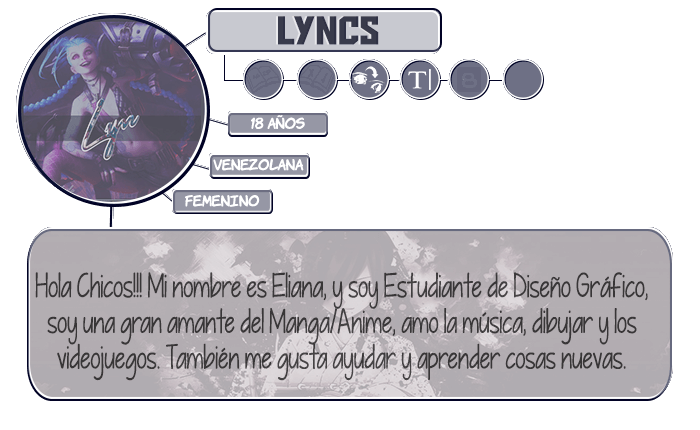 LYNCS
T
B
Lyn
18 AÑOS
VENEZOLANA
FEMENINO
Hola Chicos!!! Mi nombre es Eliana, y soy Estudiante de Diseño Gráfico,
soy una gran amante del Manga/Anime, amo la música, dibujar y los
videojuegos. También me gusta ayudar y aprender cosas nuevas.